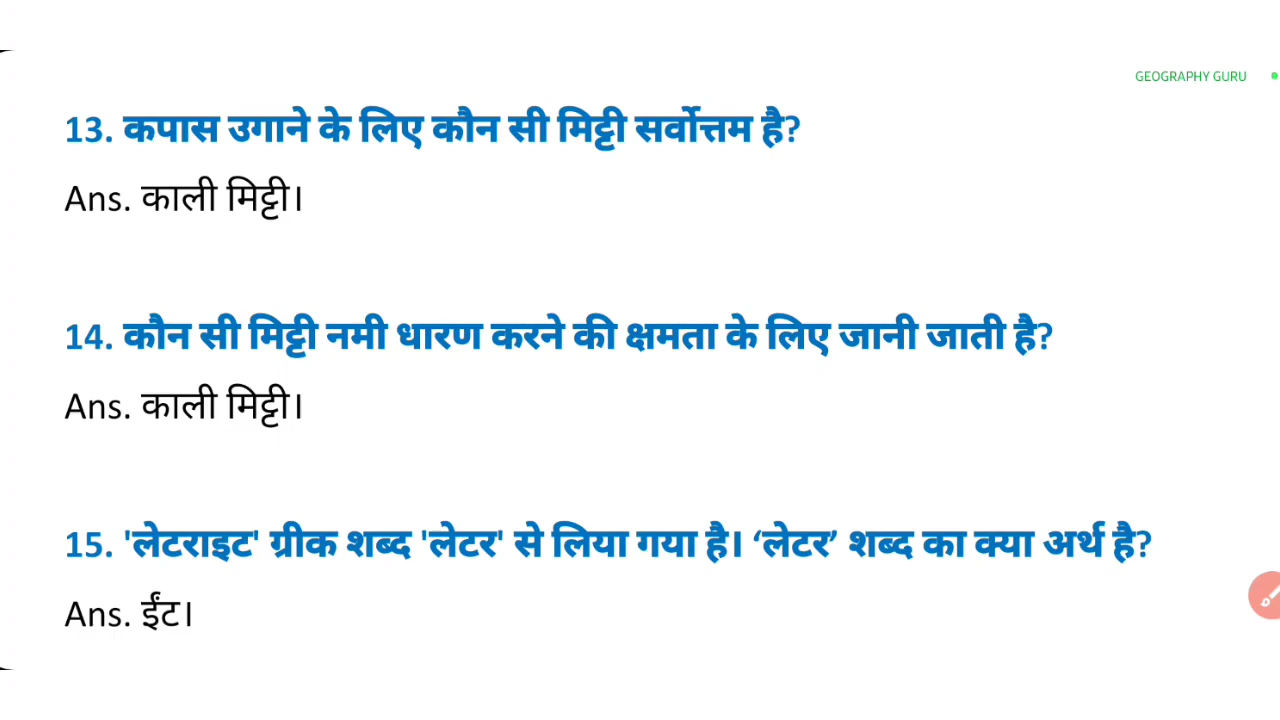 GEOGRAPHY GURU
13. कपास उगाने के लिए कौन सी मिट्टी सर्वोत्तम है?
Ans. काली मिट्टी।
14. कौन सी मिट्टी नमी धारण करने की क्षमता के लिए जानी जाती है?
Ans. काली मिट्टी।
15. 'लेटराइट' ग्रीक शब्द 'लेटर' से लिया गया है। ‘लेटर’ शब्द का क्या अर्थ है?
Ans. ईंट।